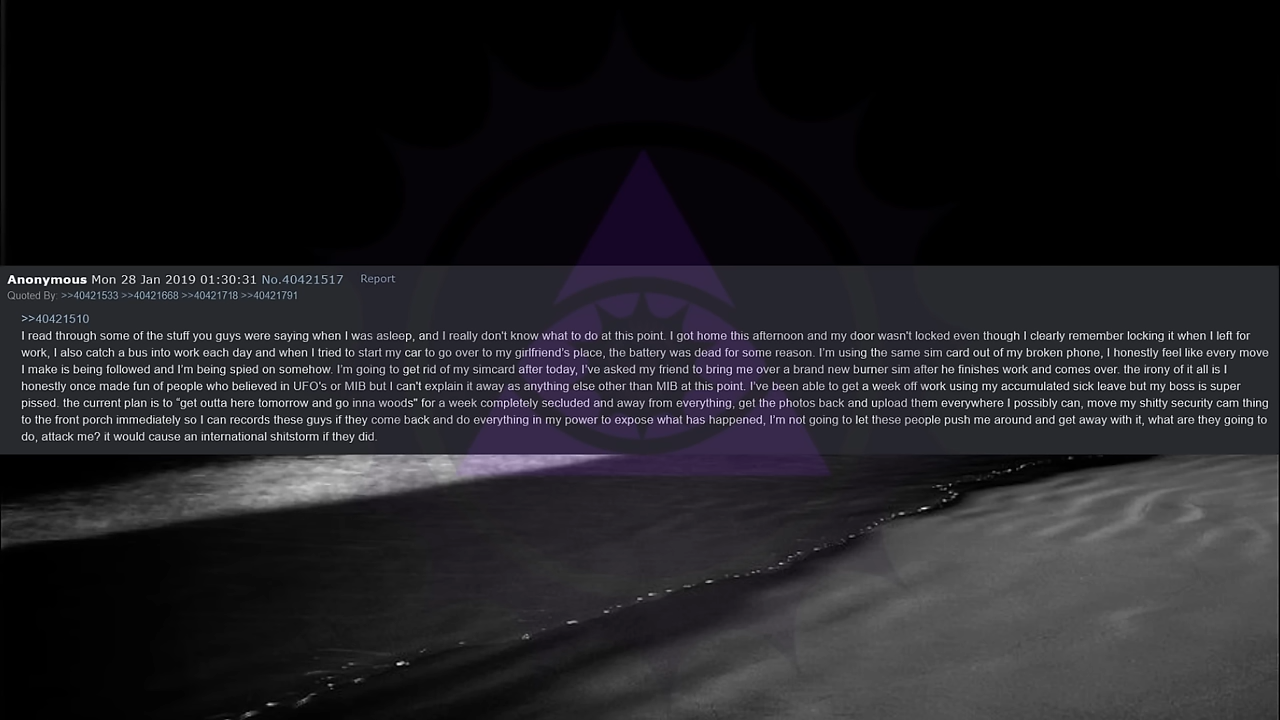 Anonymous Mon 28 Jan 2019 01:30:31 No.40421517 Report
Quoted By: >>40421533 >>40421668 >>40421718 >>40421791
>>40421510
I read through some of the stuff you guys were saying when I was asleep, and I really don't know what to do at this point. I got home this afternoon and my door wasn't locked even though I clearly remember locking it when I left for
work, I also catch a bus into work each day and when I tried to start my car to go over to my girlfriend's place, the battery was dead for some reason. I'm using the same sim card out of my broken phone, I honestly feel like every move
I make is being followed and I'm being spied on somehow. I'm going to get rid of my simcard after today, I've asked my friend to bring me over a brand new burner sim after he finishes work and comes over. the irony of it all is I
honestly once made fun of people who believed in UFO's or MIB but I can't explain it away as anything else other than MIB at this point. I've been able to get a week off work using my accumulated sick leave but my boss is super
pissed. the current plan is to “get outta here tomorrow and go inna woods” for a week completely secluded and away from everything, get the photos back and upload them everywhere I possibly can, move my shitty security cam thing
to the front porch immediately so I can records these guys if they come back and do everything in my power to expose what has happened, I'm not going to let these people push me around and get away with it, what are they going to
do, attack me? it would cause an international shitstorm if they did.